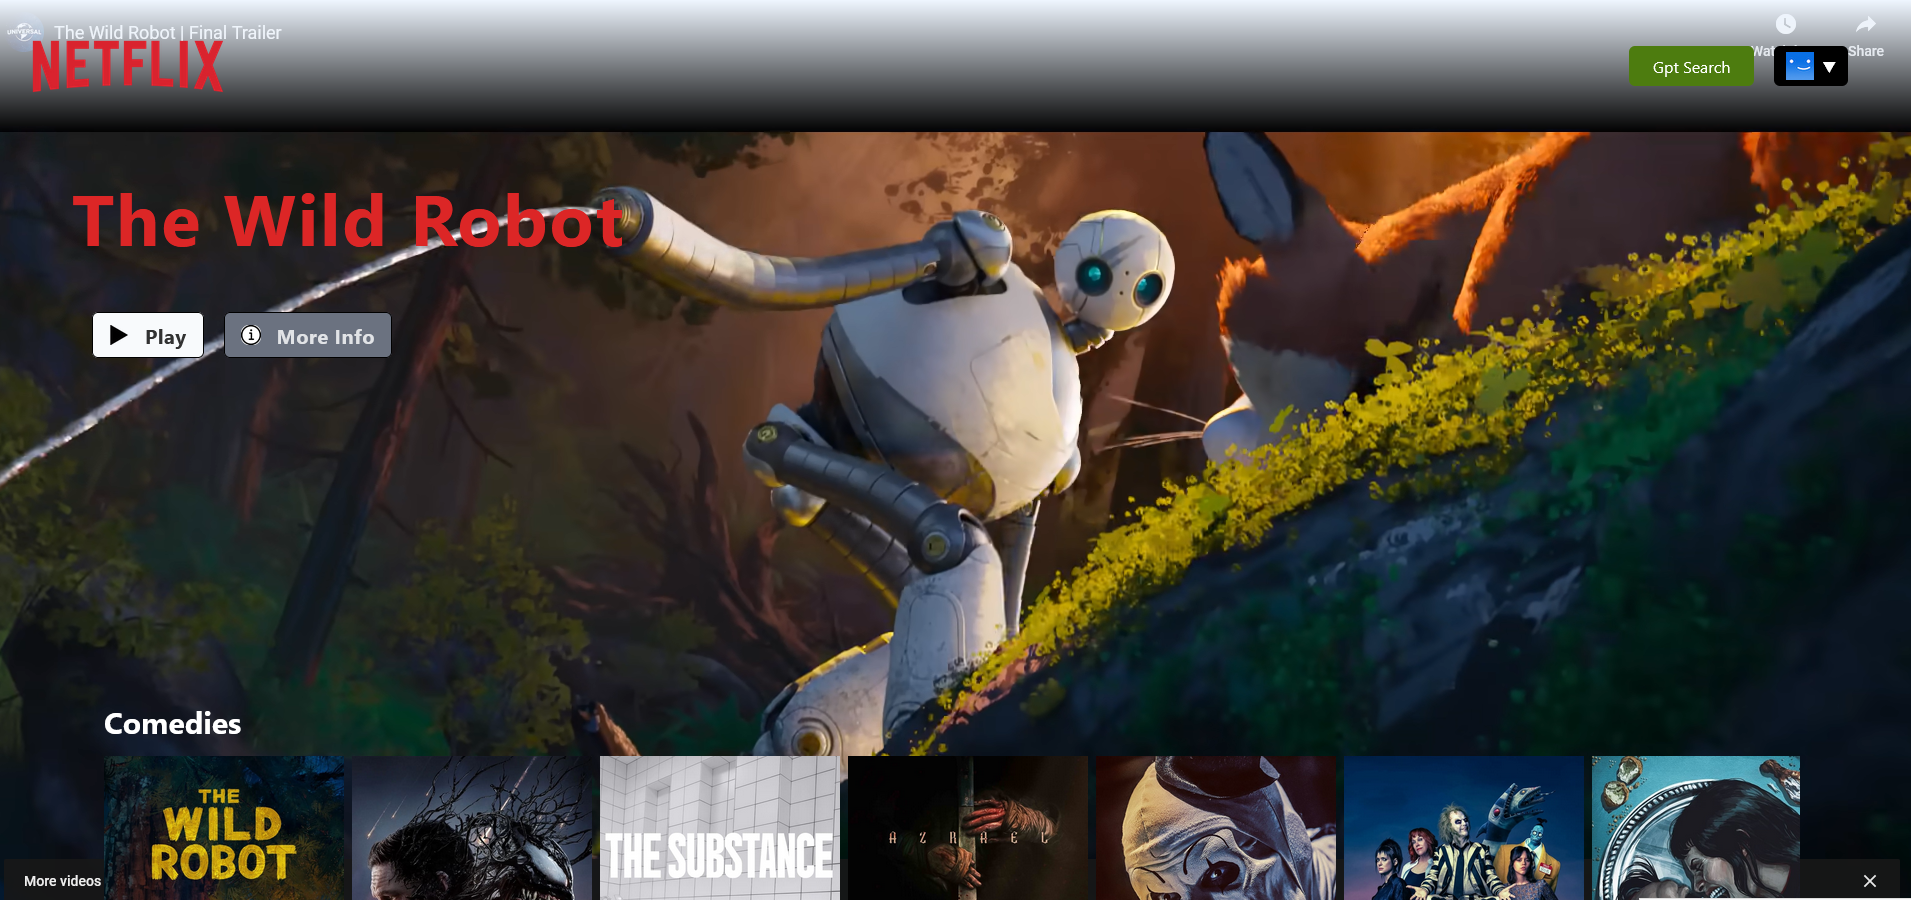 UNIVERSAL
The Wild Robot | Final Trailer
Share
NETFLIX
Gpt Search
The Wild Robot
Play
More Info
Comedies
THE
WILD
ROBOT
THE SUBSTANCE
AZRAEL
More videos